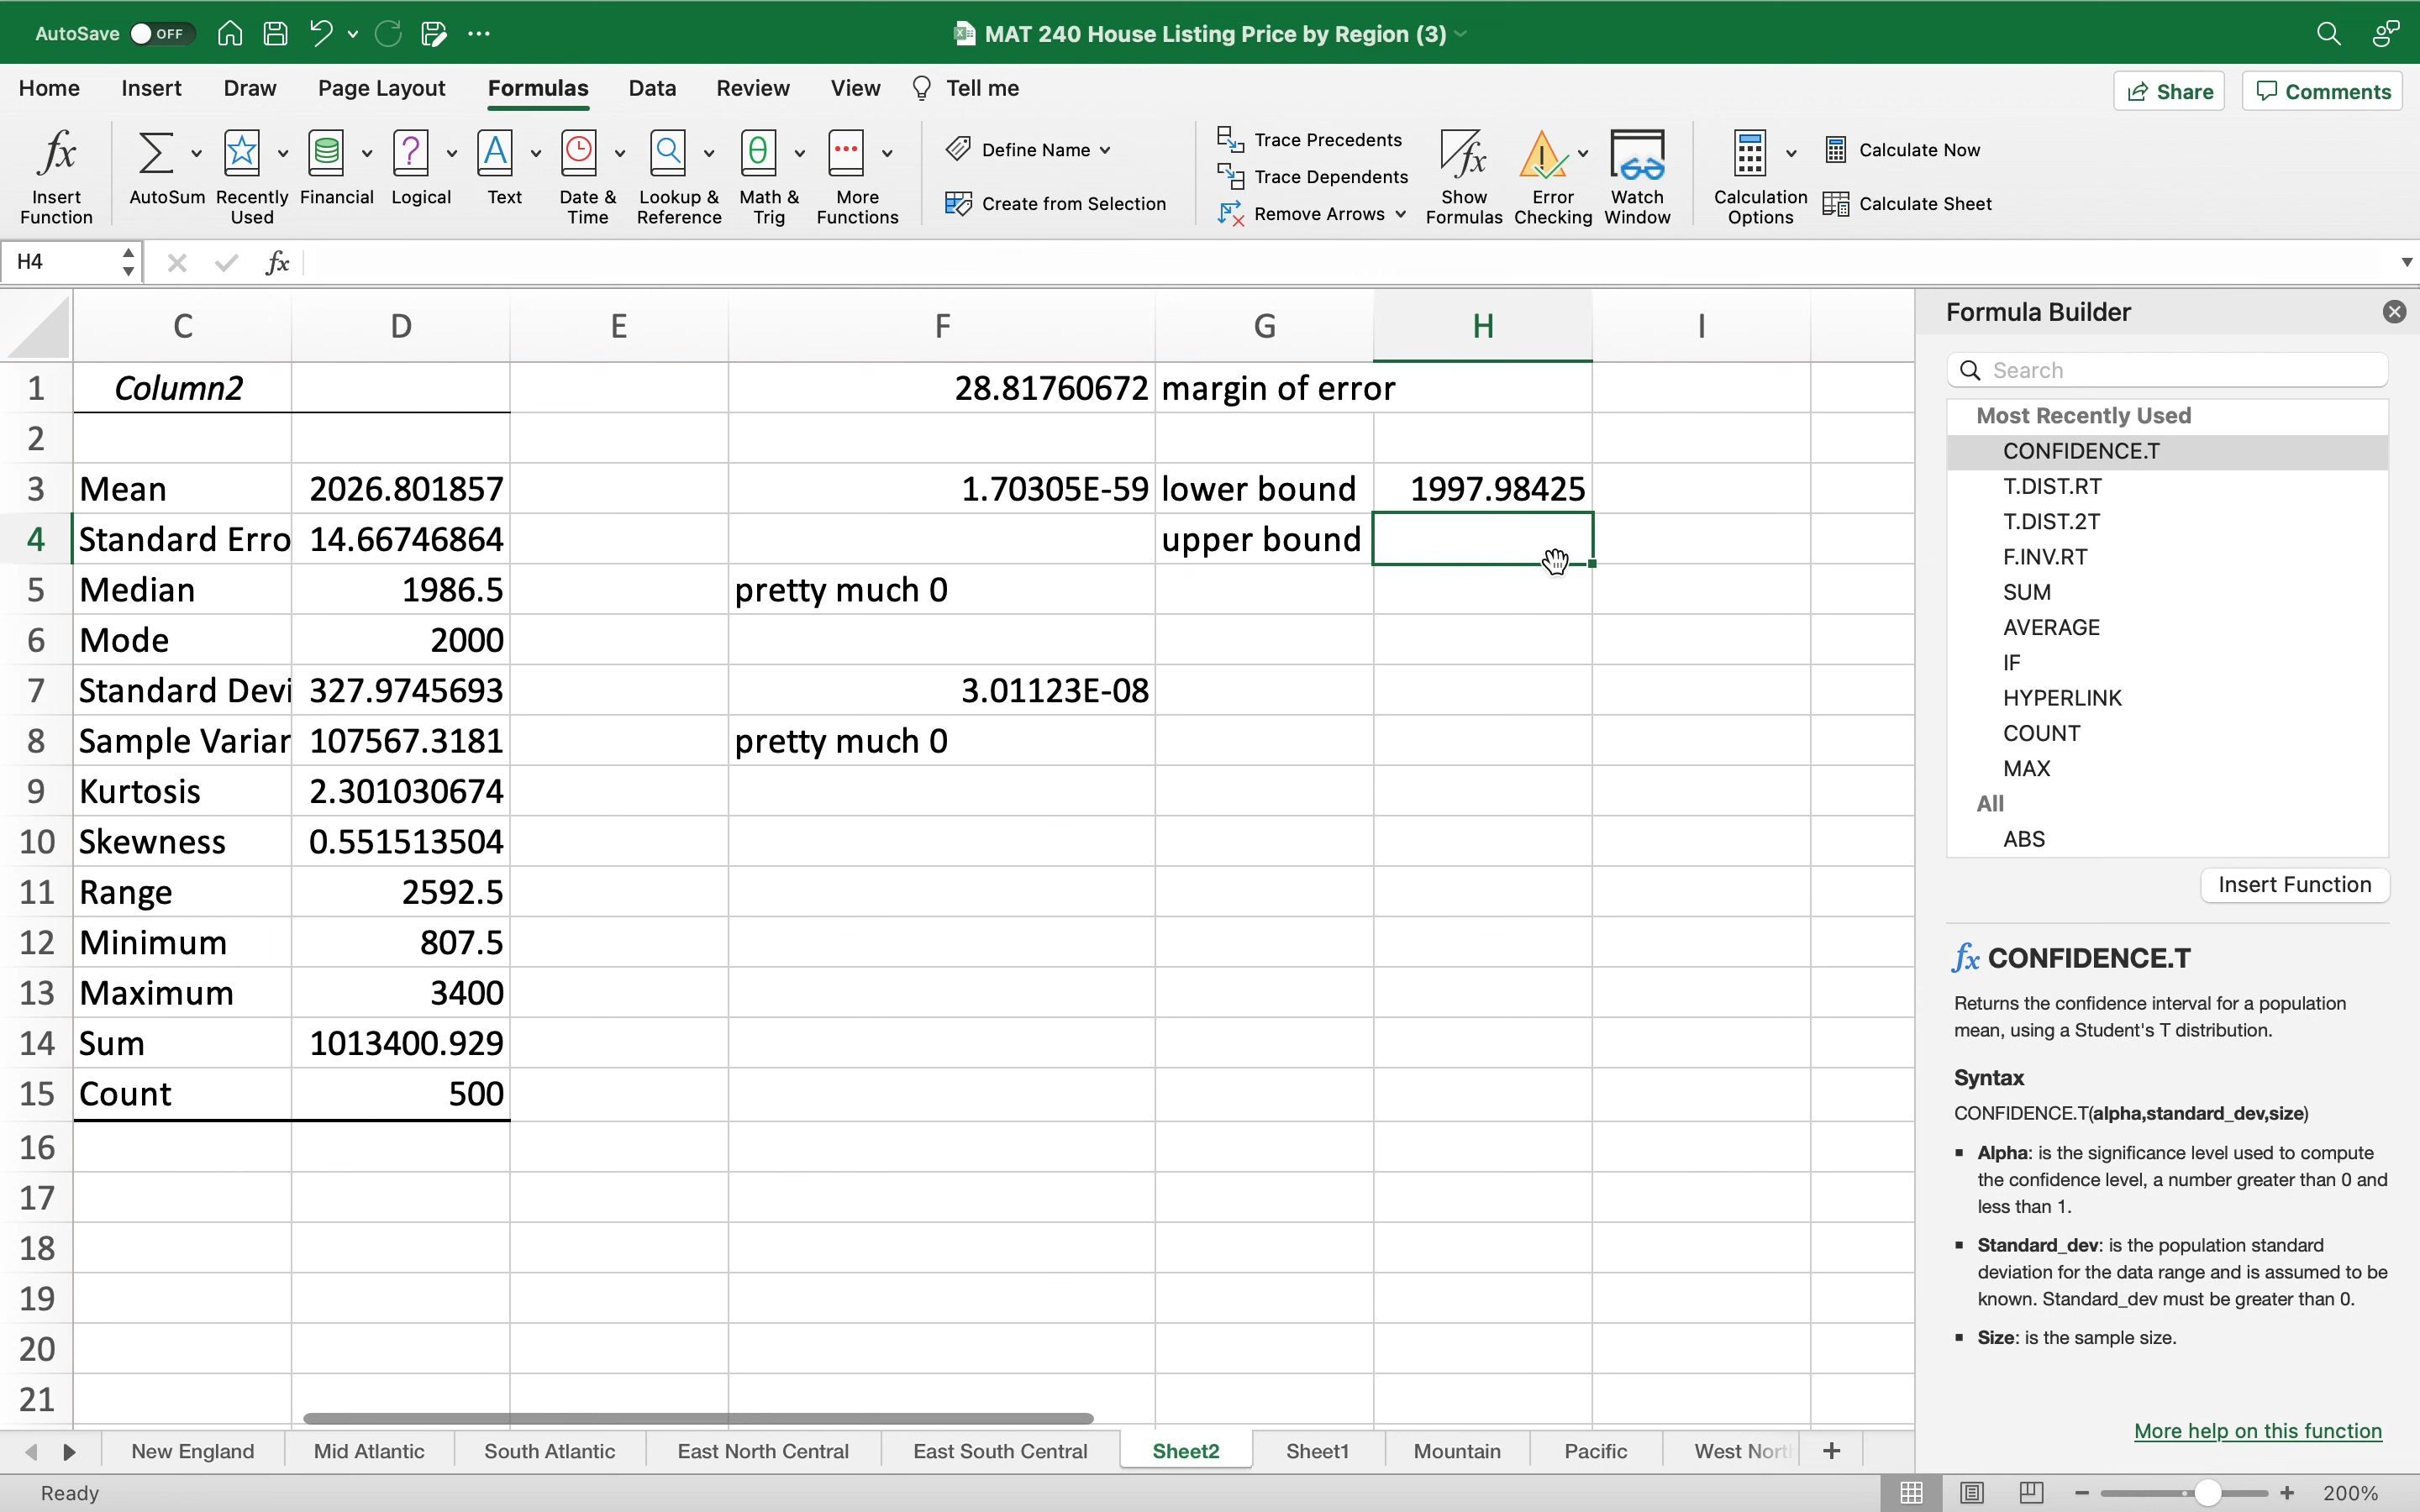 AutoSave OFF
MAT 240 House Listing Price by Region (3)
Home Insert Draw Page Layout Formulas Data Review View Tell me
Share Comments
Insert Function
AutoSum
Recently Used
Financial
Logical
Text
Date & Time
Lookup & Reference
Math & Trig
More Functions
Define Name
Create from Selection
Trace Precedents
Trace Dependents
Remove Arrows
Show Formulas
Error Checking
Watch Window
Calculation Options
Calculate Now
Calculate Sheet
H4 fx
C D E F G H I
1 Column2 28.81760672 margin of error
2
3 Mean 2026.801857 1.70305E-59 lower bound 1997.98425
4 Standard Erro 14.66746864 upper bound
5 Median 1986.5 pretty much 0
6 Mode 2000
7 Standard Devi 327.9745693 3.01123E-08
8 Sample Varian 107567.3181 pretty much 0
9 Kurtosis 2.301030674
10 Skewness 0.551513504
11 Range 2592.5
12 Minimum 807.5
13 Maximum 3400
14 Sum 1013400.929
15 Count 500
16
17
18
19
20
21
Formula Builder
Search
Most Recently Used
CONFIDENCE.T
T.DIST.RT
T.DIST.2T
F.INV.RT
SUM
AVERAGE
IF
HYPERLINK
COUNT
MAX
All
ABS
Insert Function
fx CONFIDENCE.T
Returns the confidence interval for a population
mean, using a Student's T distribution.
Syntax
CONFIDENCE.T(alpha,standard_dev,size)
▪ Alpha: is the significance level used to compute
the confidence level, a number greater than 0 and
less than 1.
▪ Standard_dev: is the population standard
deviation for the data range and is assumed to be
known. Standard_dev must be greater than 0.
▪ Size: is the sample size.
More help on this function
New England Mid Atlantic South Atlantic East North Central East South Central Sheet2 Sheet1 Mountain Pacific West North +
Ready
200%